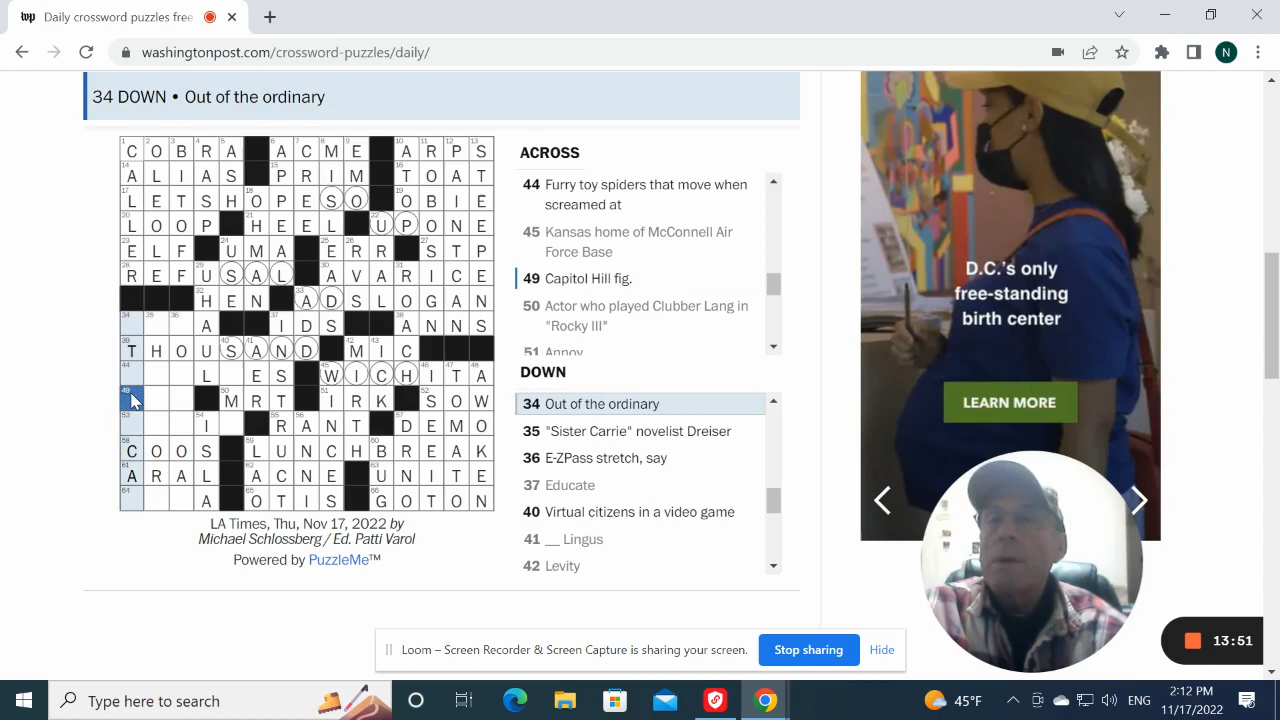 Daily crossword puzzles free
washingtonpost.com/crossword-puzzles/daily/
N
34 DOWN • Out of the ordinary
C O B R A A C M E A R P S
A L I A S P R I M T O A T
L E T S H O P E S O O B I E
L O O P H E E L U P O N E
E L F U M A E R R S T P
R E F U S A L A V A R I C E
H E N A D S L O G A N
A I D S A N N S
T H O U S A N D M I C
L E S W I C H I T A
M R T I R K S O W
I R A N T D E M O
C O O S L U N C H B R E A K
A R A L A C N E U N I T E
A O T I S G O T O N
LA Times, Thu, Nov 17, 2022 by
Michael Schlossberg / Ed. Patti Varol
Powered by PuzzleMe™
ACROSS
44 Furry toy spiders that move when
screamed at
45 Kansas home of McConnell Air
Force Base
49 Capitol Hill fig.
50 Actor who played Clubber Lang in
"Rocky III"
51 Annoy
DOWN
34 Out of the ordinary
35 "Sister Carrie" novelist Dreiser
36 E-ZPass stretch, say
37 Educate
40 Virtual citizens in a video game
41 __ Lingus
42 Levity
D.C.'s only
free-standing
birth center
LEARN MORE
Loom – Screen Recorder & Screen Capture is sharing your screen.
Stop sharing
Hide
13:51
Type here to search
45°F
ENG
2:12 PM
11/17/2022